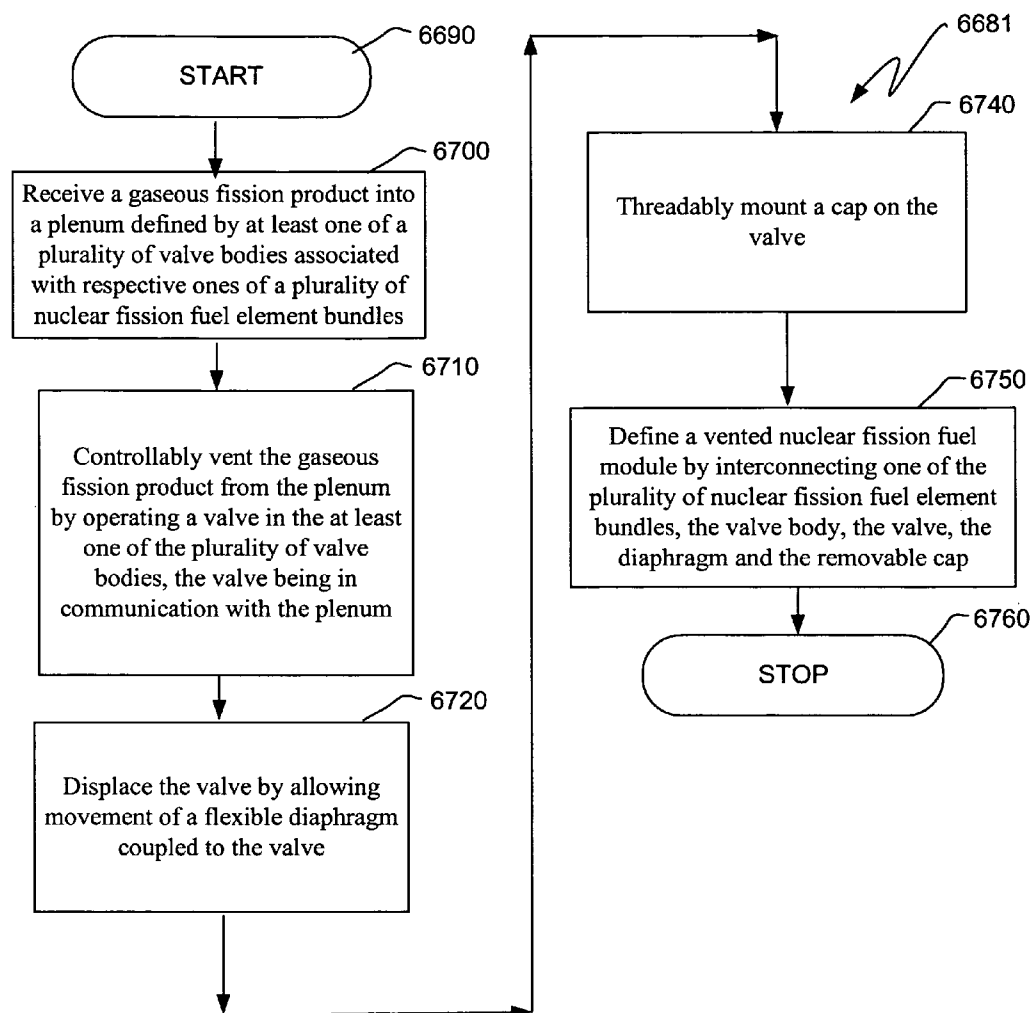 6690
START
6700
Receive a gaseous fission product into
a plenum defined by at least one of a
plurality of valve bodies associated
with respective ones of a plurality of
nuclear fission fuel element bundles
6710
Controllably vent the gaseous
fission product from the plenum
by operating a valve in the at least
one of the plurality of valve
bodies, the valve being in
communication with the plenum
6720
Displace the valve by allowing
movement of a flexible diaphragm
coupled to the valve
6681
6740
Threadably mount a cap on the
valve
6750
Define a vented nuclear fission fuel
module by interconnecting one of the
plurality of nuclear fission fuel element
bundles, the valve body, the valve, the
diaphragm and the removable cap
6760
STOP